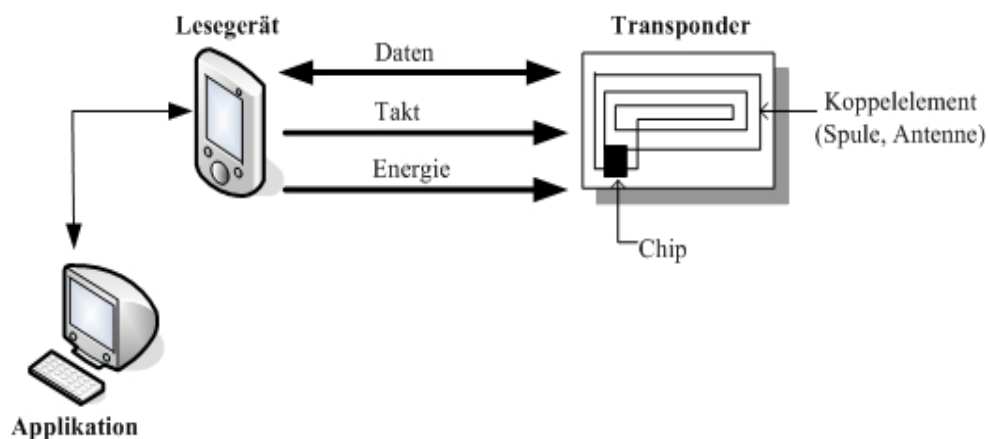 Lesegerät
Transponder
Daten
Takt
Energie
Koppelelement
(Spule, Antenne)
Chip
Applikation